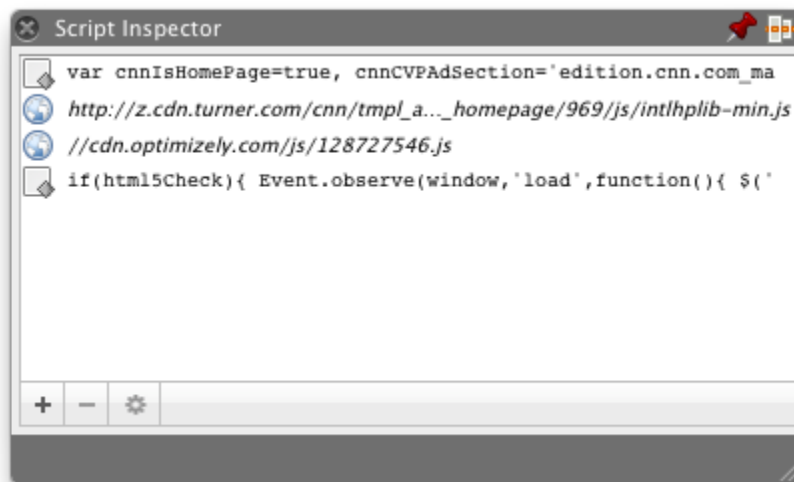 Script Inspector
var cnnIsHomePage=true, cnnCVPAdSection='edition.cnn.com_ma
http://z.cdn.turner.com/cnn/tmpl_a..._homepage/969/js/intlhplib-min.js
//cdn.optimizely.com/js/128727546.js
if(html5Check){ Event.observe(window,'load',function(){ $('